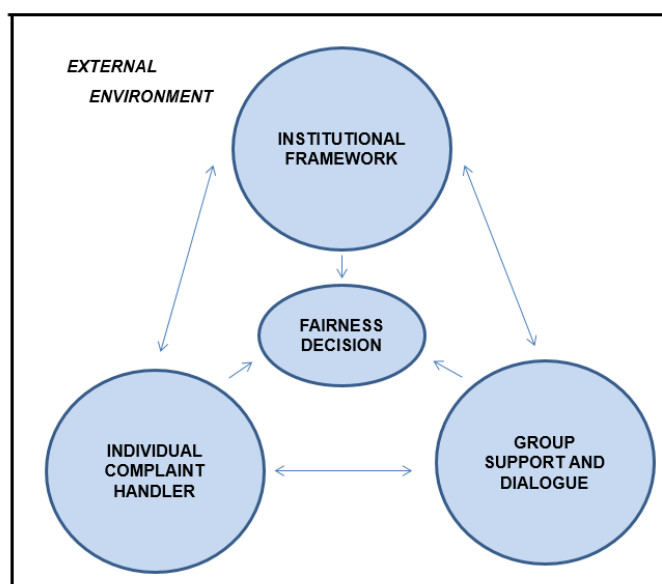 EXTERNAL
ENVIRONMENT
INSTITUTIONAL
FRAMEWORK
FAIRNESS
DECISION
INDIVIDUAL
COMPLAINT
HANDLER
GROUP
SUPPORT AND
DIALOGUE